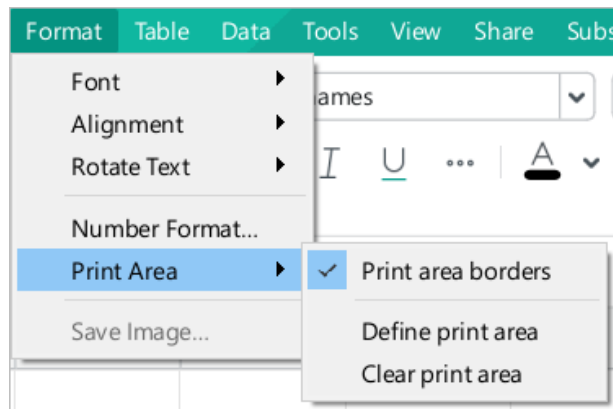 Format Table Data Tools View Share Subs
Font
ames
Alignment
Rotate Text I U A
Number Format...
Print Area Print area borders
Define print area
Save Image...
Clear print area